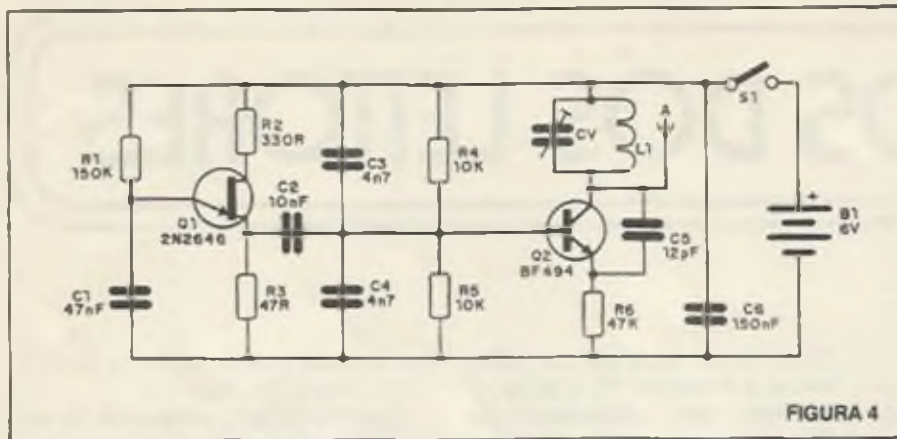 R1
150K
R2
330R
Q1
2N2646
C1
47nF
C2
10nF
R3
47R
C3
4n7
C4
4n7
R4
10K
R5
10K
CV
L1
A
Q2
BF494
C5
12pF
R6
47K
C6
150nF
S1
+
B1
6V
FIGURA 4